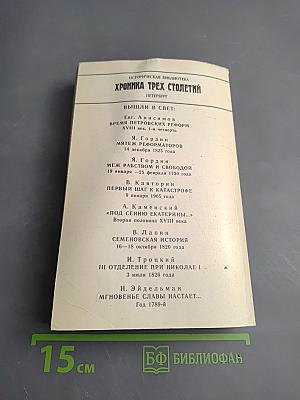 ИСТОРИЧЕСКАЯ БИБЛИОТЕКА
ХРОНИКА ТРЕХ СТОЛЕТИЙ
ПЕТЕРБУРГ
ВЫШЛИ В СВЕТ:
Евг. Анисимов
ВРЕМЯ ПЕТРОВСКИХ РЕФОРМ
XVIII век, 1-я четверть
Я. Гордин
МЯТЕЖ РЕФОРМАТОРОВ
14 декабря 1825 года
Я. Гордин
МЕЖ РАБСТВОМ И СВОБОДОЙ
19 января —25 февраля 1730 года
В. Кавторин
ПЕРВЫЙ ШАГ К КАТАСТРОФЕ
9 января 1905 года
А. Каменский
«ПОД СЕНИЮ ЕКАТЕРИНЫ...»
Вторая половина XVIII века
В. Лапин
СЕМЕНОВСКАЯ ИСТОРИЯ
16—18 октября 1820 года
И. Троцкий
III ОТДЕЛЕНИЕ ПРИ НИКОЛАЕ I
3 июля 1826 года
Н. Эйдельман
МГНОВЕНЬЕ СЛАВЫ НАСТАЕТ...
Год 1789-й
15 см
БФ БИБЛИОФАН